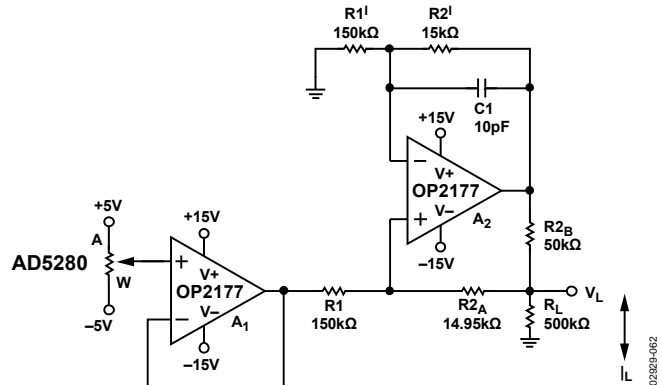 R1I
150kΩ
R2I
15kΩ
C1
10pF
+15V
–
V+
OP2177
+
V–
A2
–15V
R2B
50kΩ
+5V
A
AD5280
W
–5V
+15V
+
V+
OP2177
–
V–
A1
–15V
R1
150kΩ
R2A
14.95kΩ
VL
RL
500kΩ
IL
02929-062